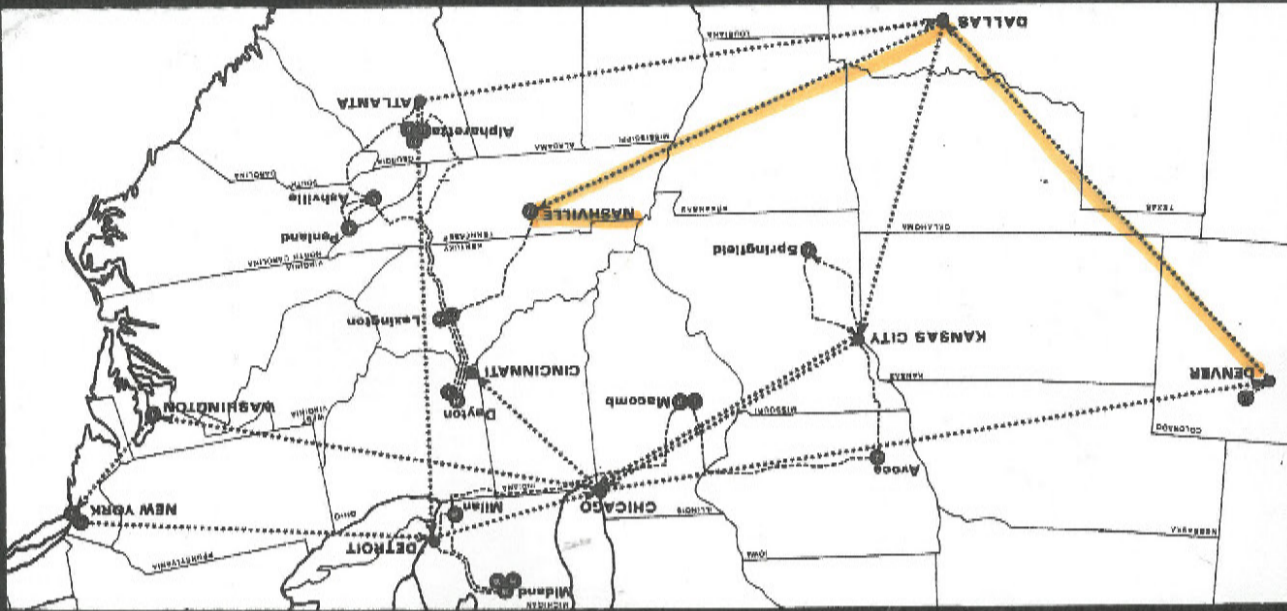 MICHIGAN
Midland
IOWA
PENNSYLVANIA
DETROIT
NEBRASKA
ILLINOIS
CHICAGO
Milan
OHIO
NEW YORK
INDIANA
Avoca
COLORADO
MISSOURI
WEST
VIRGINIA
WASHINGTON
Dayton
Macomb
KANSAS
DENVER
CINCINNATI
KANSAS CITY
Lexington
Springfield
VIRGINIA
NORTH CAROLINA
KENTUCKY
TENNESSEE
Penland
OKLAHOMA
NASHVILLE
ARKANSAS
TEXAS
Ashville
SOUTH
CAROLINA
GEORGIA
ALABAMA
MISSISSIPPI
Alpharetta
ATLANTA
LOUISIANA
DALLAS